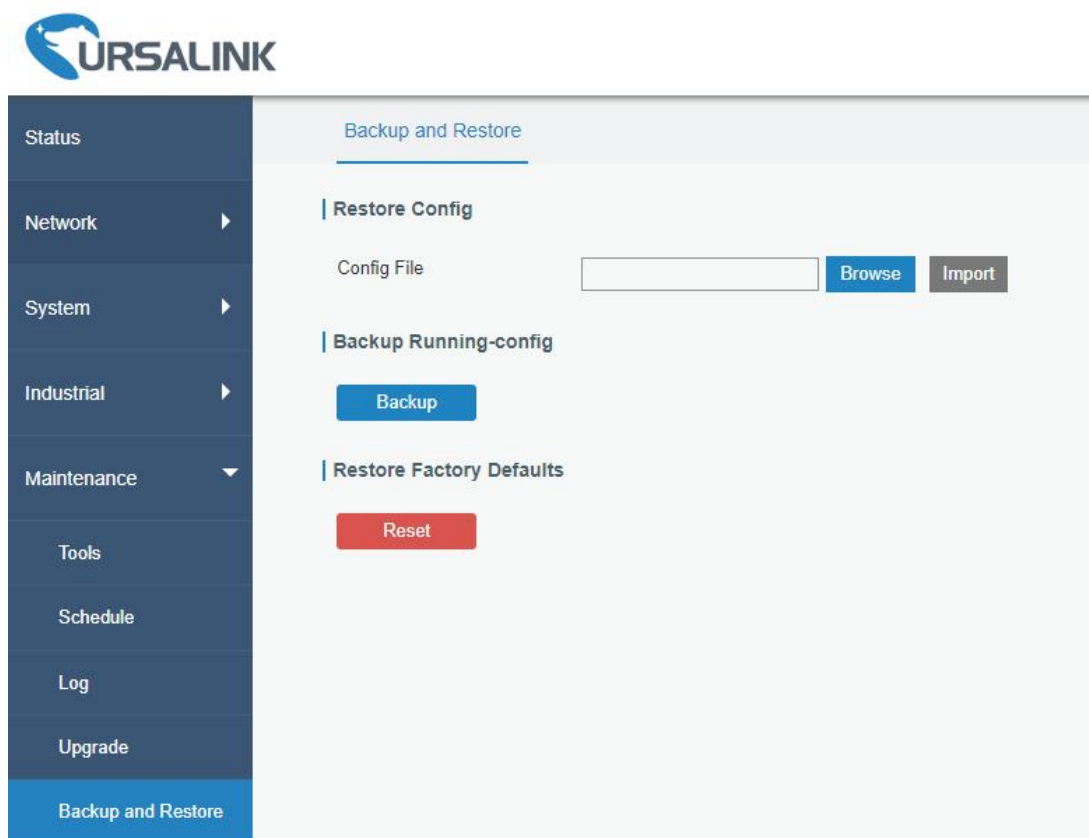 URSALINK
Status
Network
System
Industrial
Maintenance
Tools
Schedule
Log
Upgrade
Backup and Restore
Backup and Restore
Restore Config
Config File
Browse Import
Backup Running-config
Backup
Restore Factory Defaults
Reset